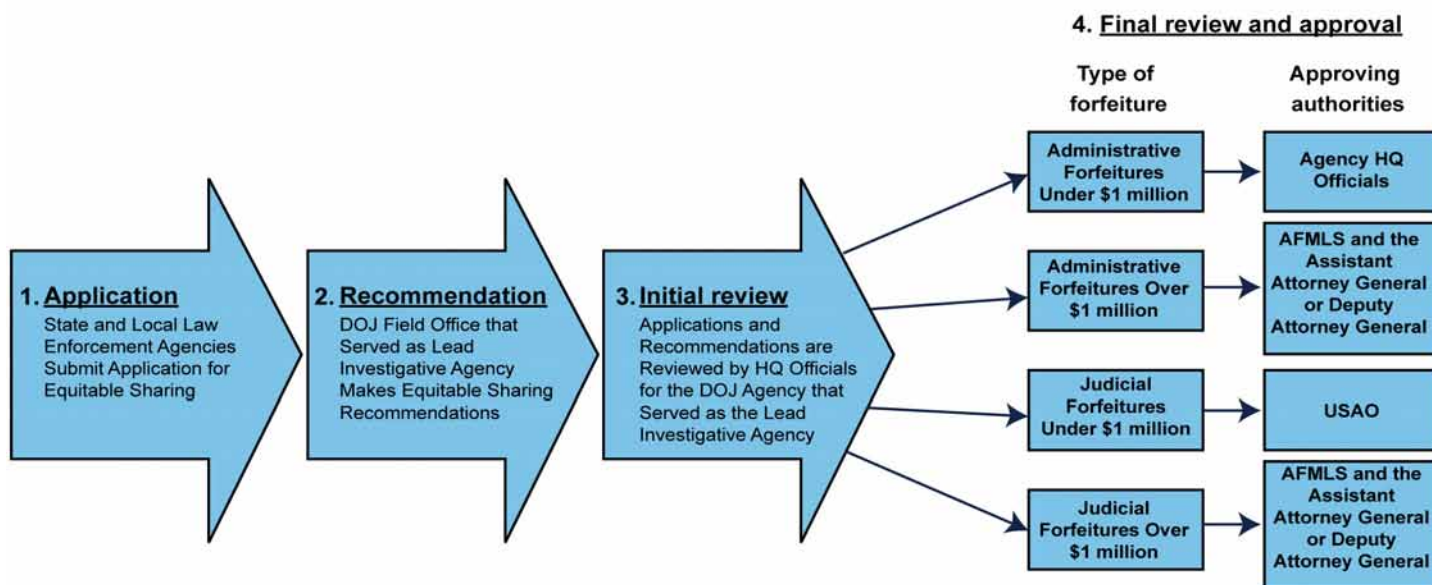 4. Final review and approval
Type of
forfeiture
Approving
authorities
1. Application
State and Local Law
Enforcement Agencies
Submit Application for
Equitable Sharing
2. Recommendation
DOJ Field Office that
Served as Lead
Investigative Agency
Makes Equitable Sharing
Recommendations
3. Initial review
Applications and
Recommendations are
Reviewed by HQ Officials
for the DOJ Agency that
Served as the Lead
Investigative Agency
Administrative
Forfeitures
Under $1 million
Agency HQ
Officials
Administrative
Forfeitures Over
$1 million
AFMLS and the
Assistant
Attorney General
or Deputy
Attorney General
Judicial
Forfeitures
Under $1 million
USAO
Judicial
Forfeitures Over
$1 million
AFMLS and the
Assistant
Attorney General
or Deputy
Attorney General